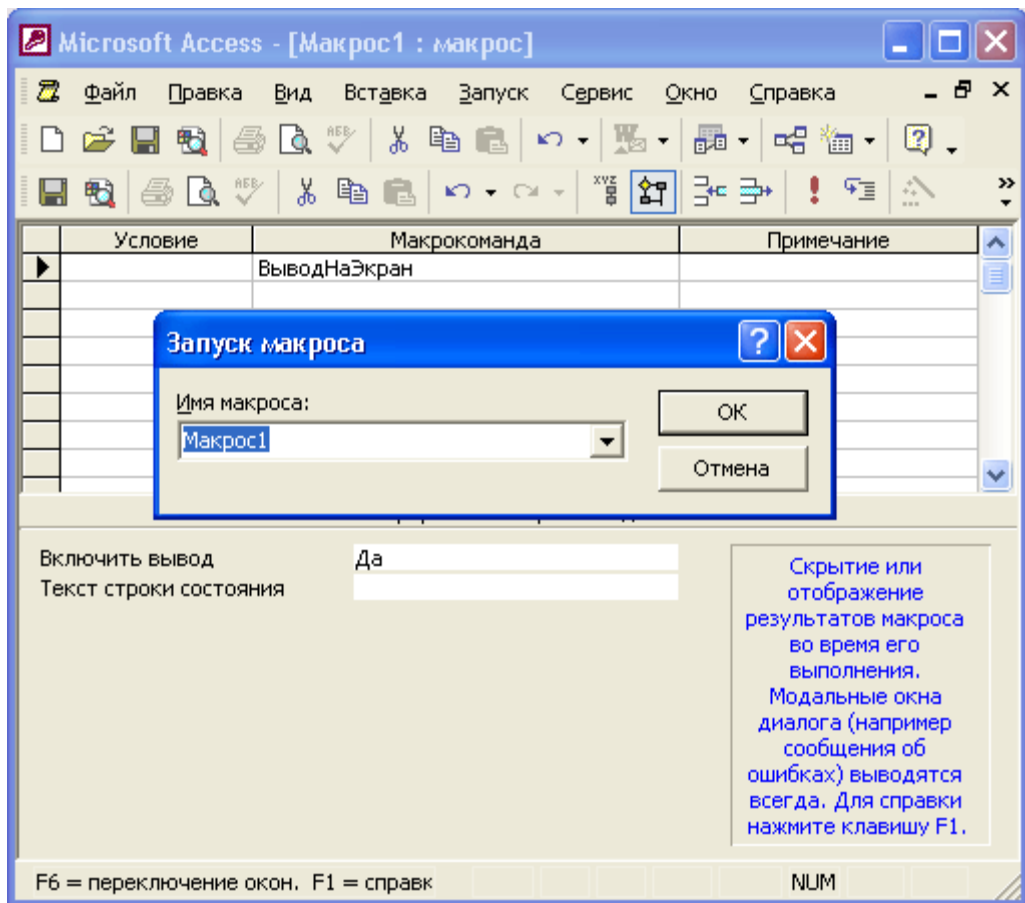 Microsoft Access - [Макрос1 : макрос]
Файл Правка Вид Вставка Запуск Сервис Окно Справка
Условие Макрокоманда Примечание
ВыводНаЭкран
Запуск макроса
Имя макроса:
Макрос1
ОК
Отмена
Включить вывод Да
Текст строки состояния
Скрытие или
отображение
результатов макроса
во время его
выполнения.
Модальные окна
диалога (например
сообщения об
ошибках) выводятся
всегда. Для справки
нажмите клавишу F1.
F6 = переключение окон. F1 = справк NUM